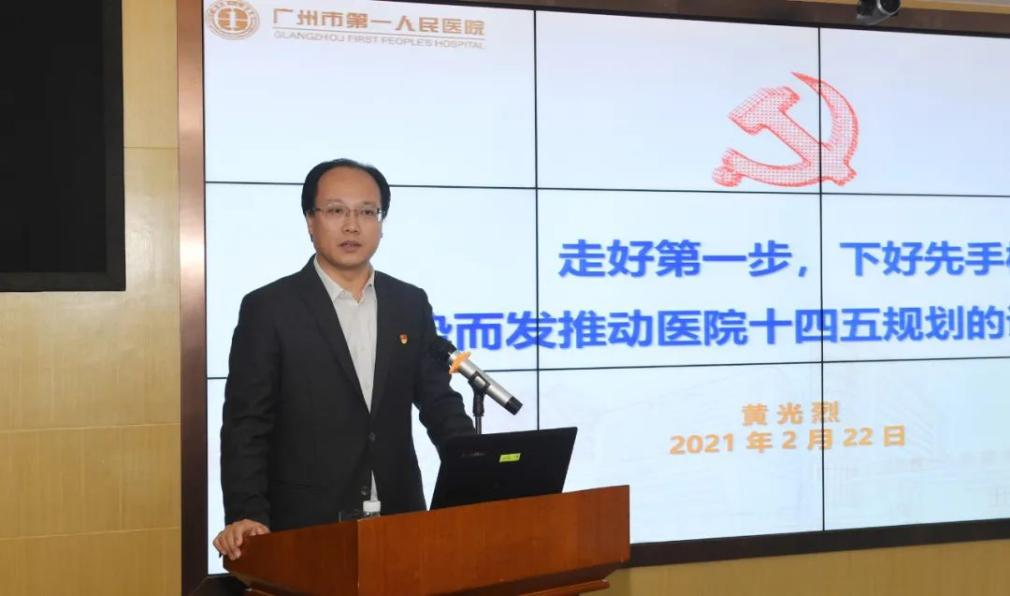 广州市第一人民医院
GUANGZHOU FIRST PEOPLE'S HOSPITAL
走好第一步，下好先手
而发推动医院十四五规划的
黄光烈
2021年2月22日